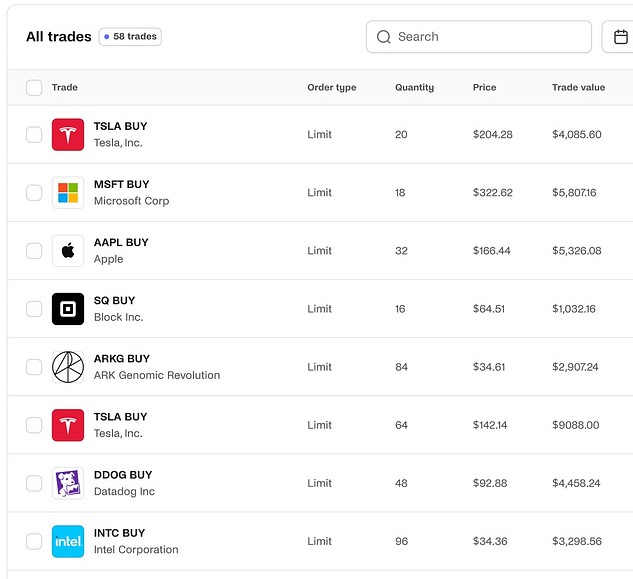 All trades 58 trades Search
Trade Order type Quantity Price Trade value
TSLA BUY
Tesla, Inc. Limit 20 $204.28 $4,085.60
MSFT BUY
Microsoft Corp Limit 18 $322.62 $5,807.16
AAPL BUY
Apple Limit 32 $166.44 $5,326.08
SQ BUY
Block Inc. Limit 16 $64.51 $1,032.16
ARKG BUY
ARK Genomic Revolution Limit 84 $34.61 $2,907.24
TSLA BUY
Tesla, Inc. Limit 64 $142.14 $9088.00
DDOG BUY
Datadog Inc Limit 48 $92.88 $4,458.24
intel INTC BUY
Intel Corporation Limit 96 $34.36 $3,298.56